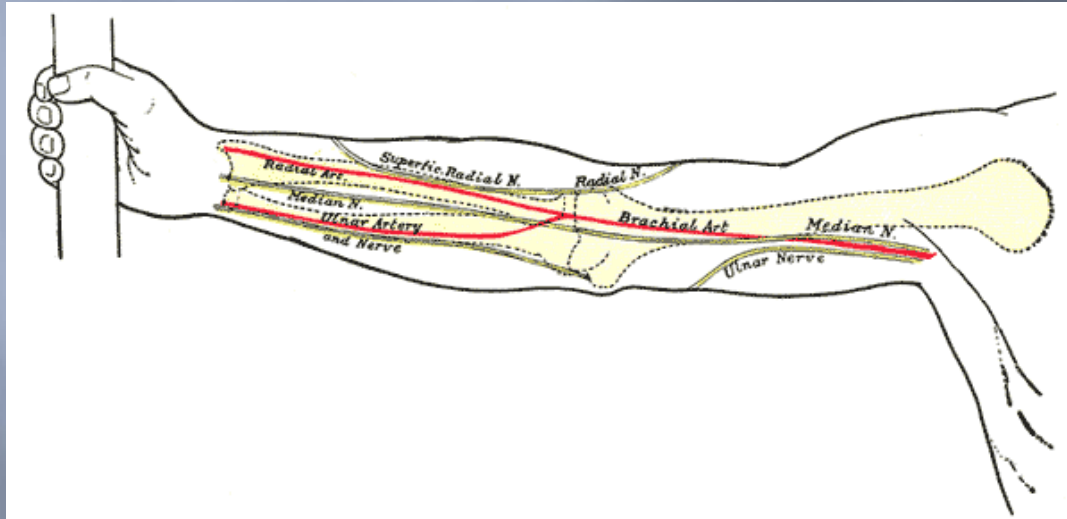 Superfic. Radial N.
Radial N.
Radial Art.
Median N.
Ulnar Artery
and Nerve
Brachial Art
Median N.
Ulnar Nerve